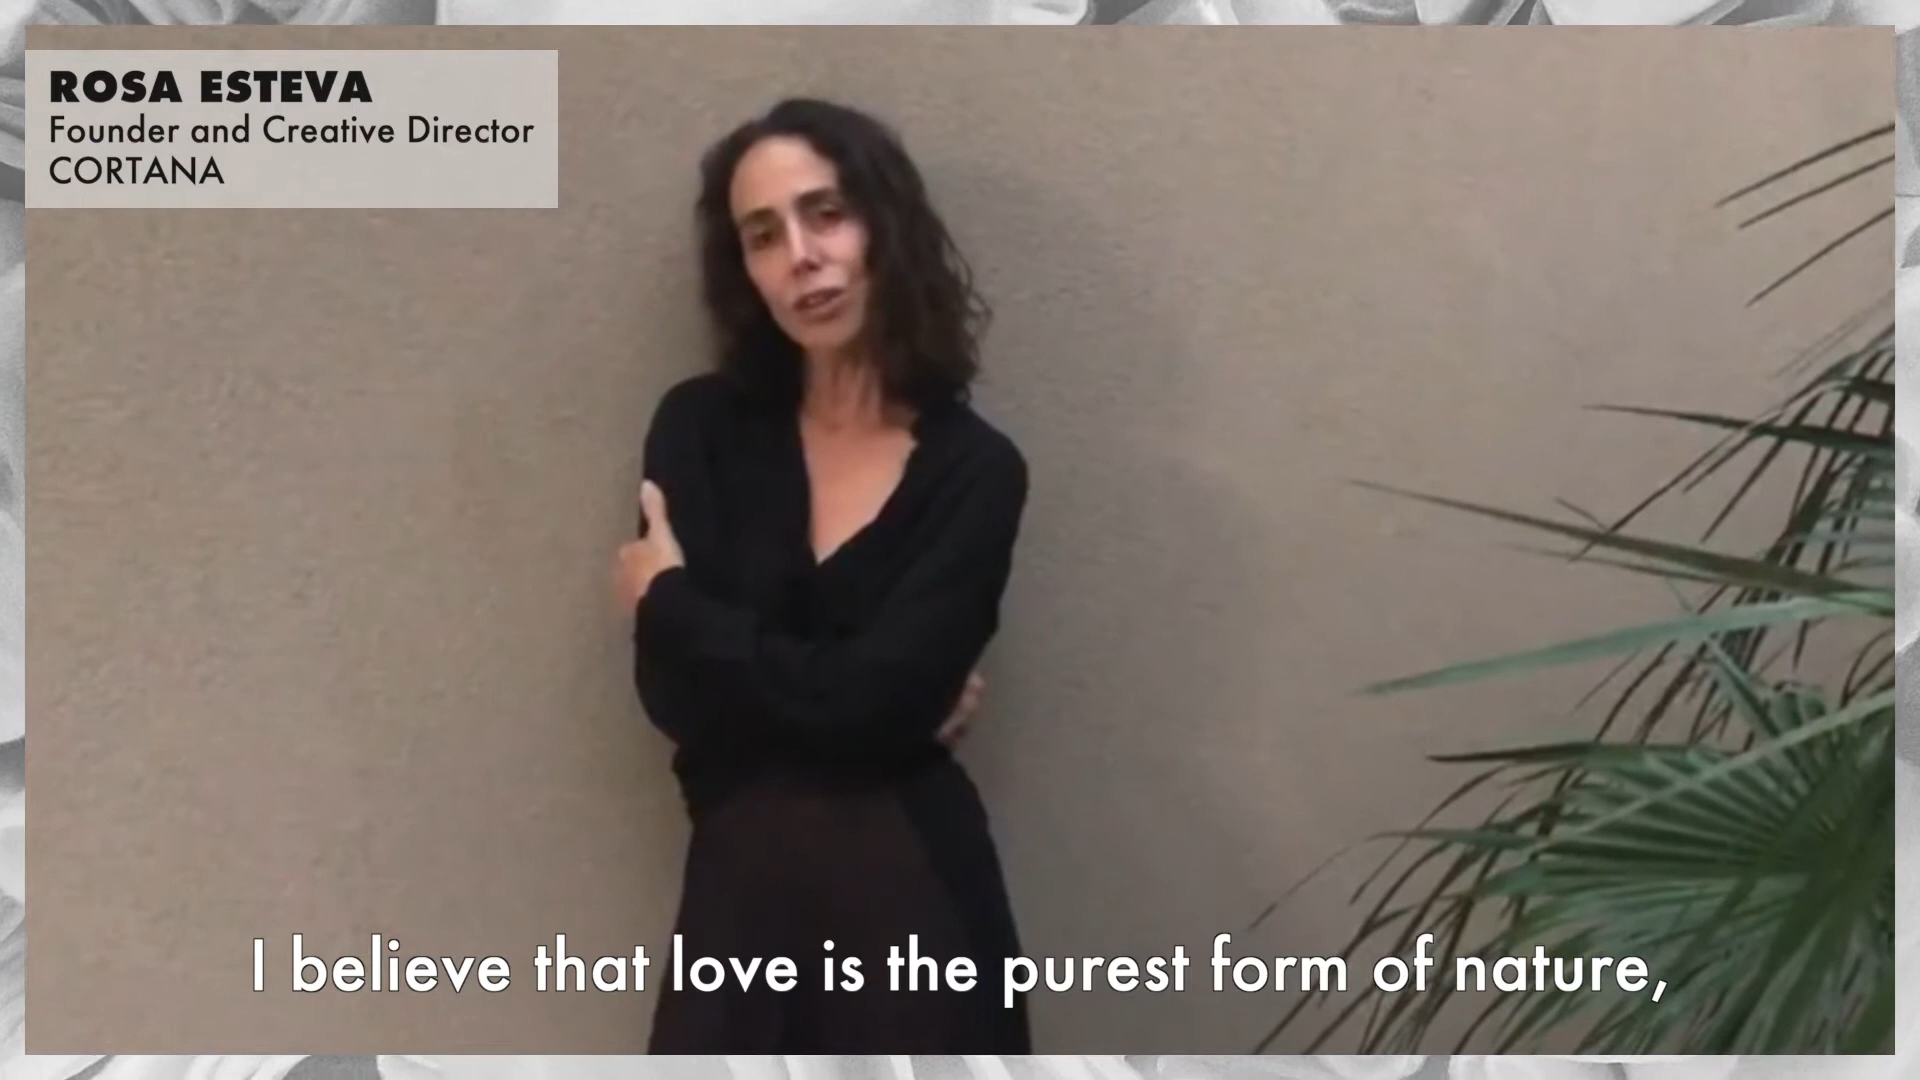 ROSA ESTEVA
Founder and Creative Director
CORTANA
I believe that love is the purest form of nature,